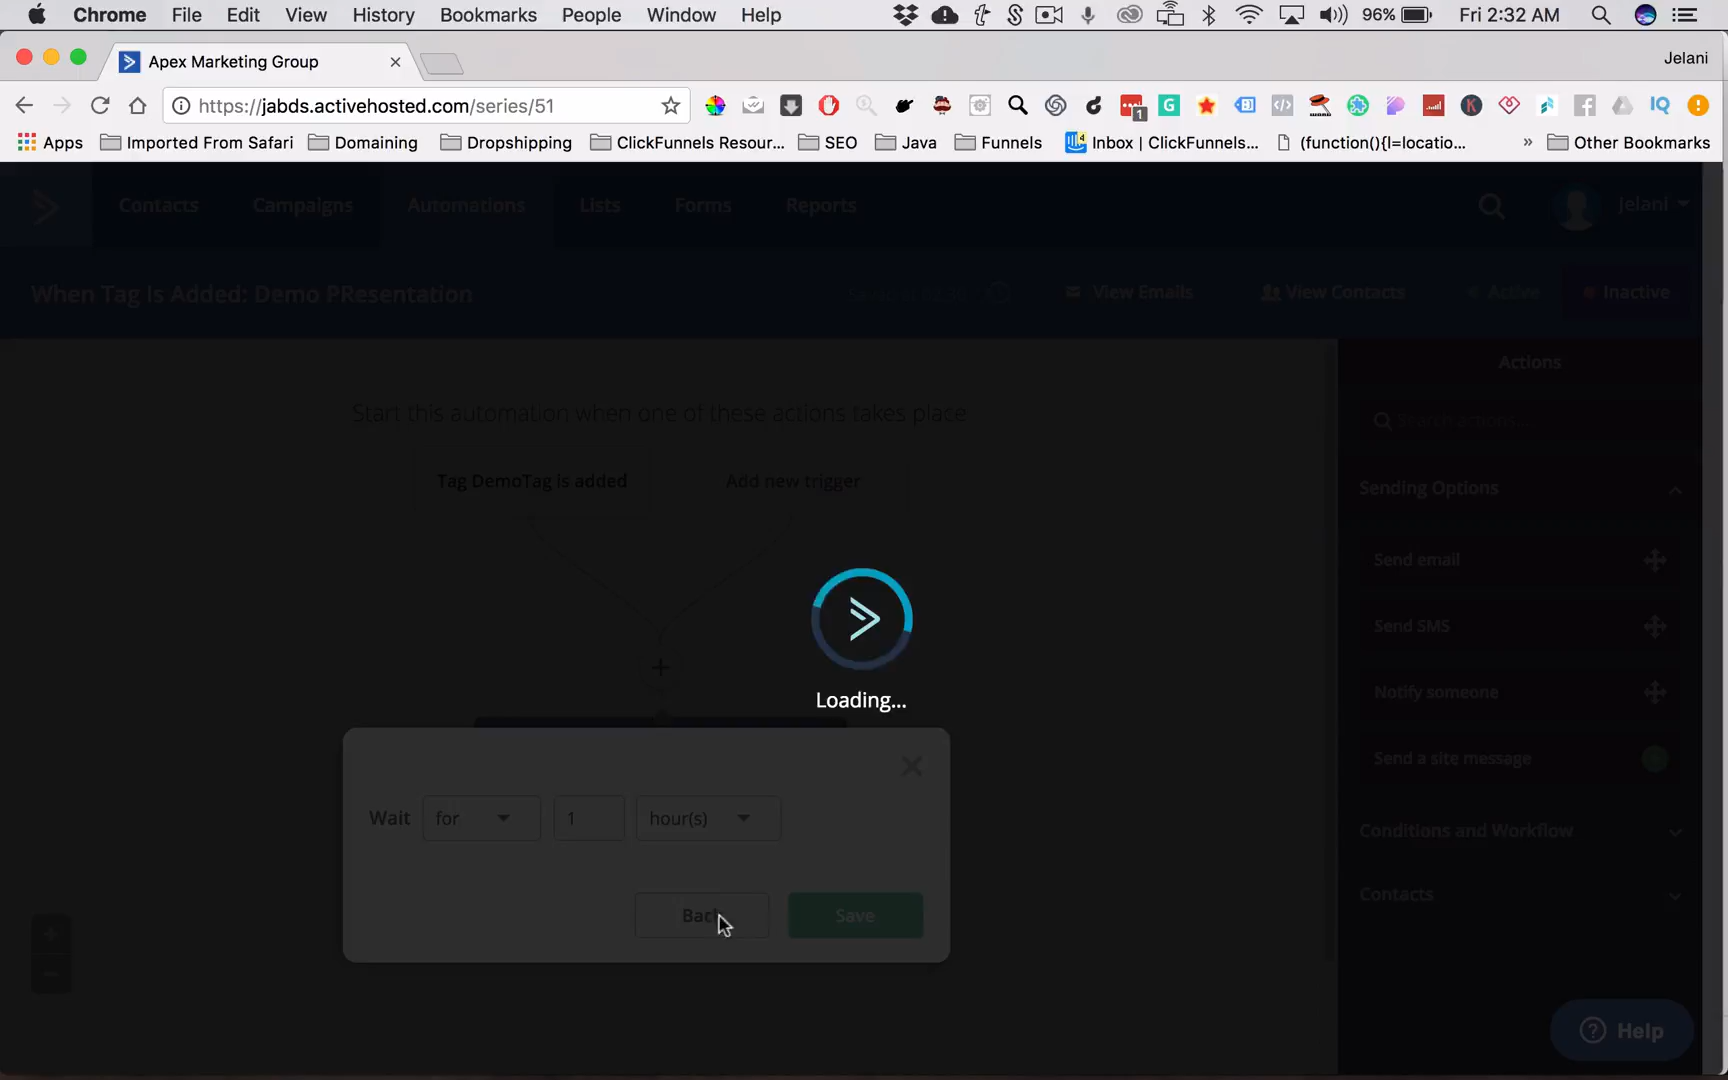 Chrome File Edit View History Bookmarks People Window Help 96% Fri 2:32 AM
Apex Marketing Group Jelani
https://jabds.activehosted.com/series/51
Apps Imported From Safari Domaining Dropshipping ClickFunnels Resour... SEO Java Funnels Inbox | ClickFunnels... (function(){l=locatio... » Other Bookmarks
Contacts Campaigns Automations Lists Forms Reports Jelani
When Tag Is Added: Demo PResentation View Emails View Contacts Active Inactive
Actions
Start this automation when one of these actions takes place
Search actions...
Tag DemoTag is added Add new trigger
Sending Options
Send email
Send SMS
Notify someone
Loading...
Send a site message
Wait for 1 hour(s)
Conditions and Workflow
Contacts
Back Save
Help